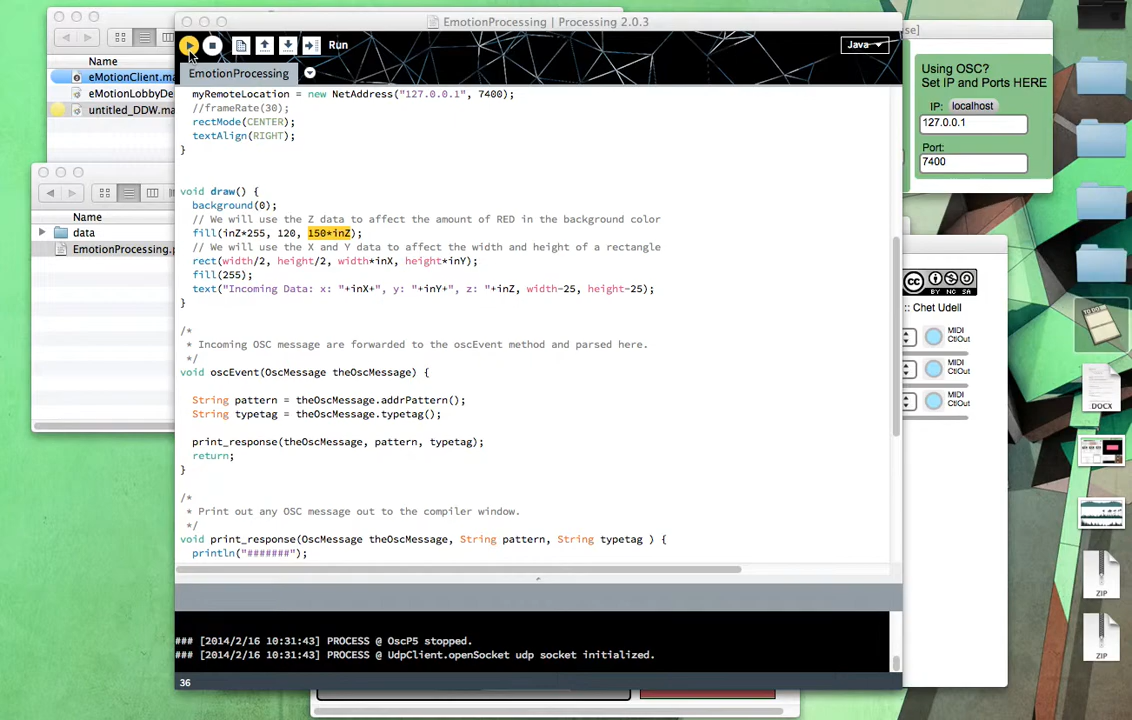 EmotionProcessing | Processing 2.0.3
Run
Java
EmotionProcessing
myRemoteLocation = new NetAddress("127.0.0.1", 7400);
//frameRate(30);
rectMode(CENTER);
textAlign(RIGHT);
}
void draw() {
background(0);
// We will use the Z data to affect the amount of RED in the background color
fill(inZ*255, 120, 150*inZ);
// We will use the X and Y data to affect the width and height of a rectangle
rect(width/2, height/2, width*inX, height*inY);
fill(255);
text("Incoming Data: x: "+inX+", y: "+inY+", z: "+inZ, width-25, height-25);
}
/*
* Incoming OSC message are forwarded to the oscEvent method and parsed here.
*/
void oscEvent(OscMessage theOscMessage) {
String pattern = theOscMessage.addrPattern();
String typetag = theOscMessage.typetag();
print_response(theOscMessage, pattern, typetag);
return;
}
/*
* Print out any OSC message out to the compiler window.
*/
void print_response(OscMessage theOscMessage, String pattern, String typetag ) {
println("#######");
### [2014/2/16 10:31:43] PROCESS @ OscP5 stopped.
### [2014/2/16 10:31:43] PROCESS @ UdpClient.openSocket udp socket initialized.
36
Name
eMotionClient.ma
eMotionLobbyDe
untitled_DDW.ma
Name
data
EmotionProcessing.p
se]
Using OSC?
Set IP and Ports HERE
IP: localhost
127.0.0.1
Port:
7400
cc
BY NC SA
:: Chet Udell
MIDI
CtlOut
MIDI
CtlOut
MIDI
CtlOut
TO DO
DOCX
ZIP
ZIP